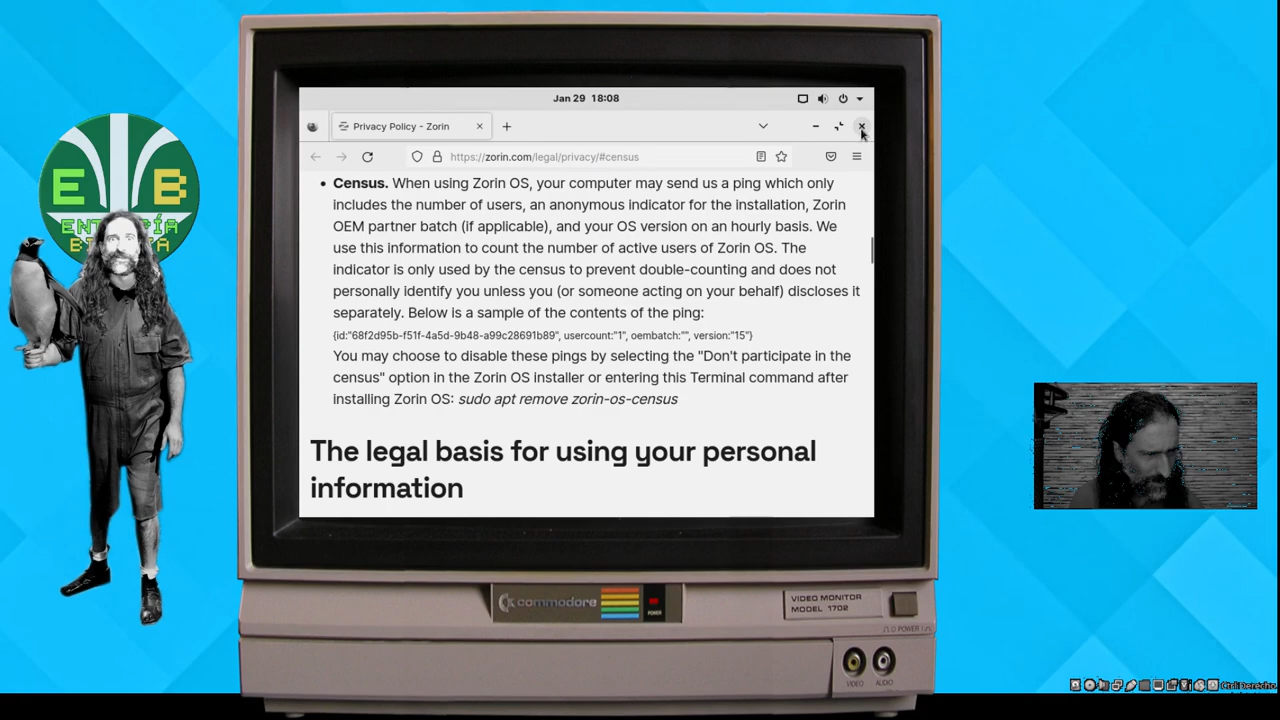 Jan 29 18:08
Privacy Policy - Zorin
https://zorin.com/legal/privacy/#census
• Census. When using Zorin OS, your computer may send us a ping which only
includes the number of users, an anonymous indicator for the installation, Zorin
OEM partner batch (if applicable), and your OS version on an hourly basis. We
use this information to count the number of active users of Zorin OS. The
indicator is only used by the census to prevent double-counting and does not
personally identify you unless you (or someone acting on your behalf) discloses it
separately. Below is a sample of the contents of the ping:
{id:"68f2d95b-f51f-4a5d-9b48-a99c28691b89", usercount:"1", oembatch:"", version:"15"}
You may choose to disable these pings by selecting the "Don't participate in the
census" option in the Zorin OS installer or entering this Terminal command after
installing Zorin OS: sudo apt remove zorin-os-census
The legal basis for using your personal
information
E B
commodore
POWER
VIDEO MONITOR
MODEL 1702
POWER
VIDEO
AUDIO
Ctrl Derecho